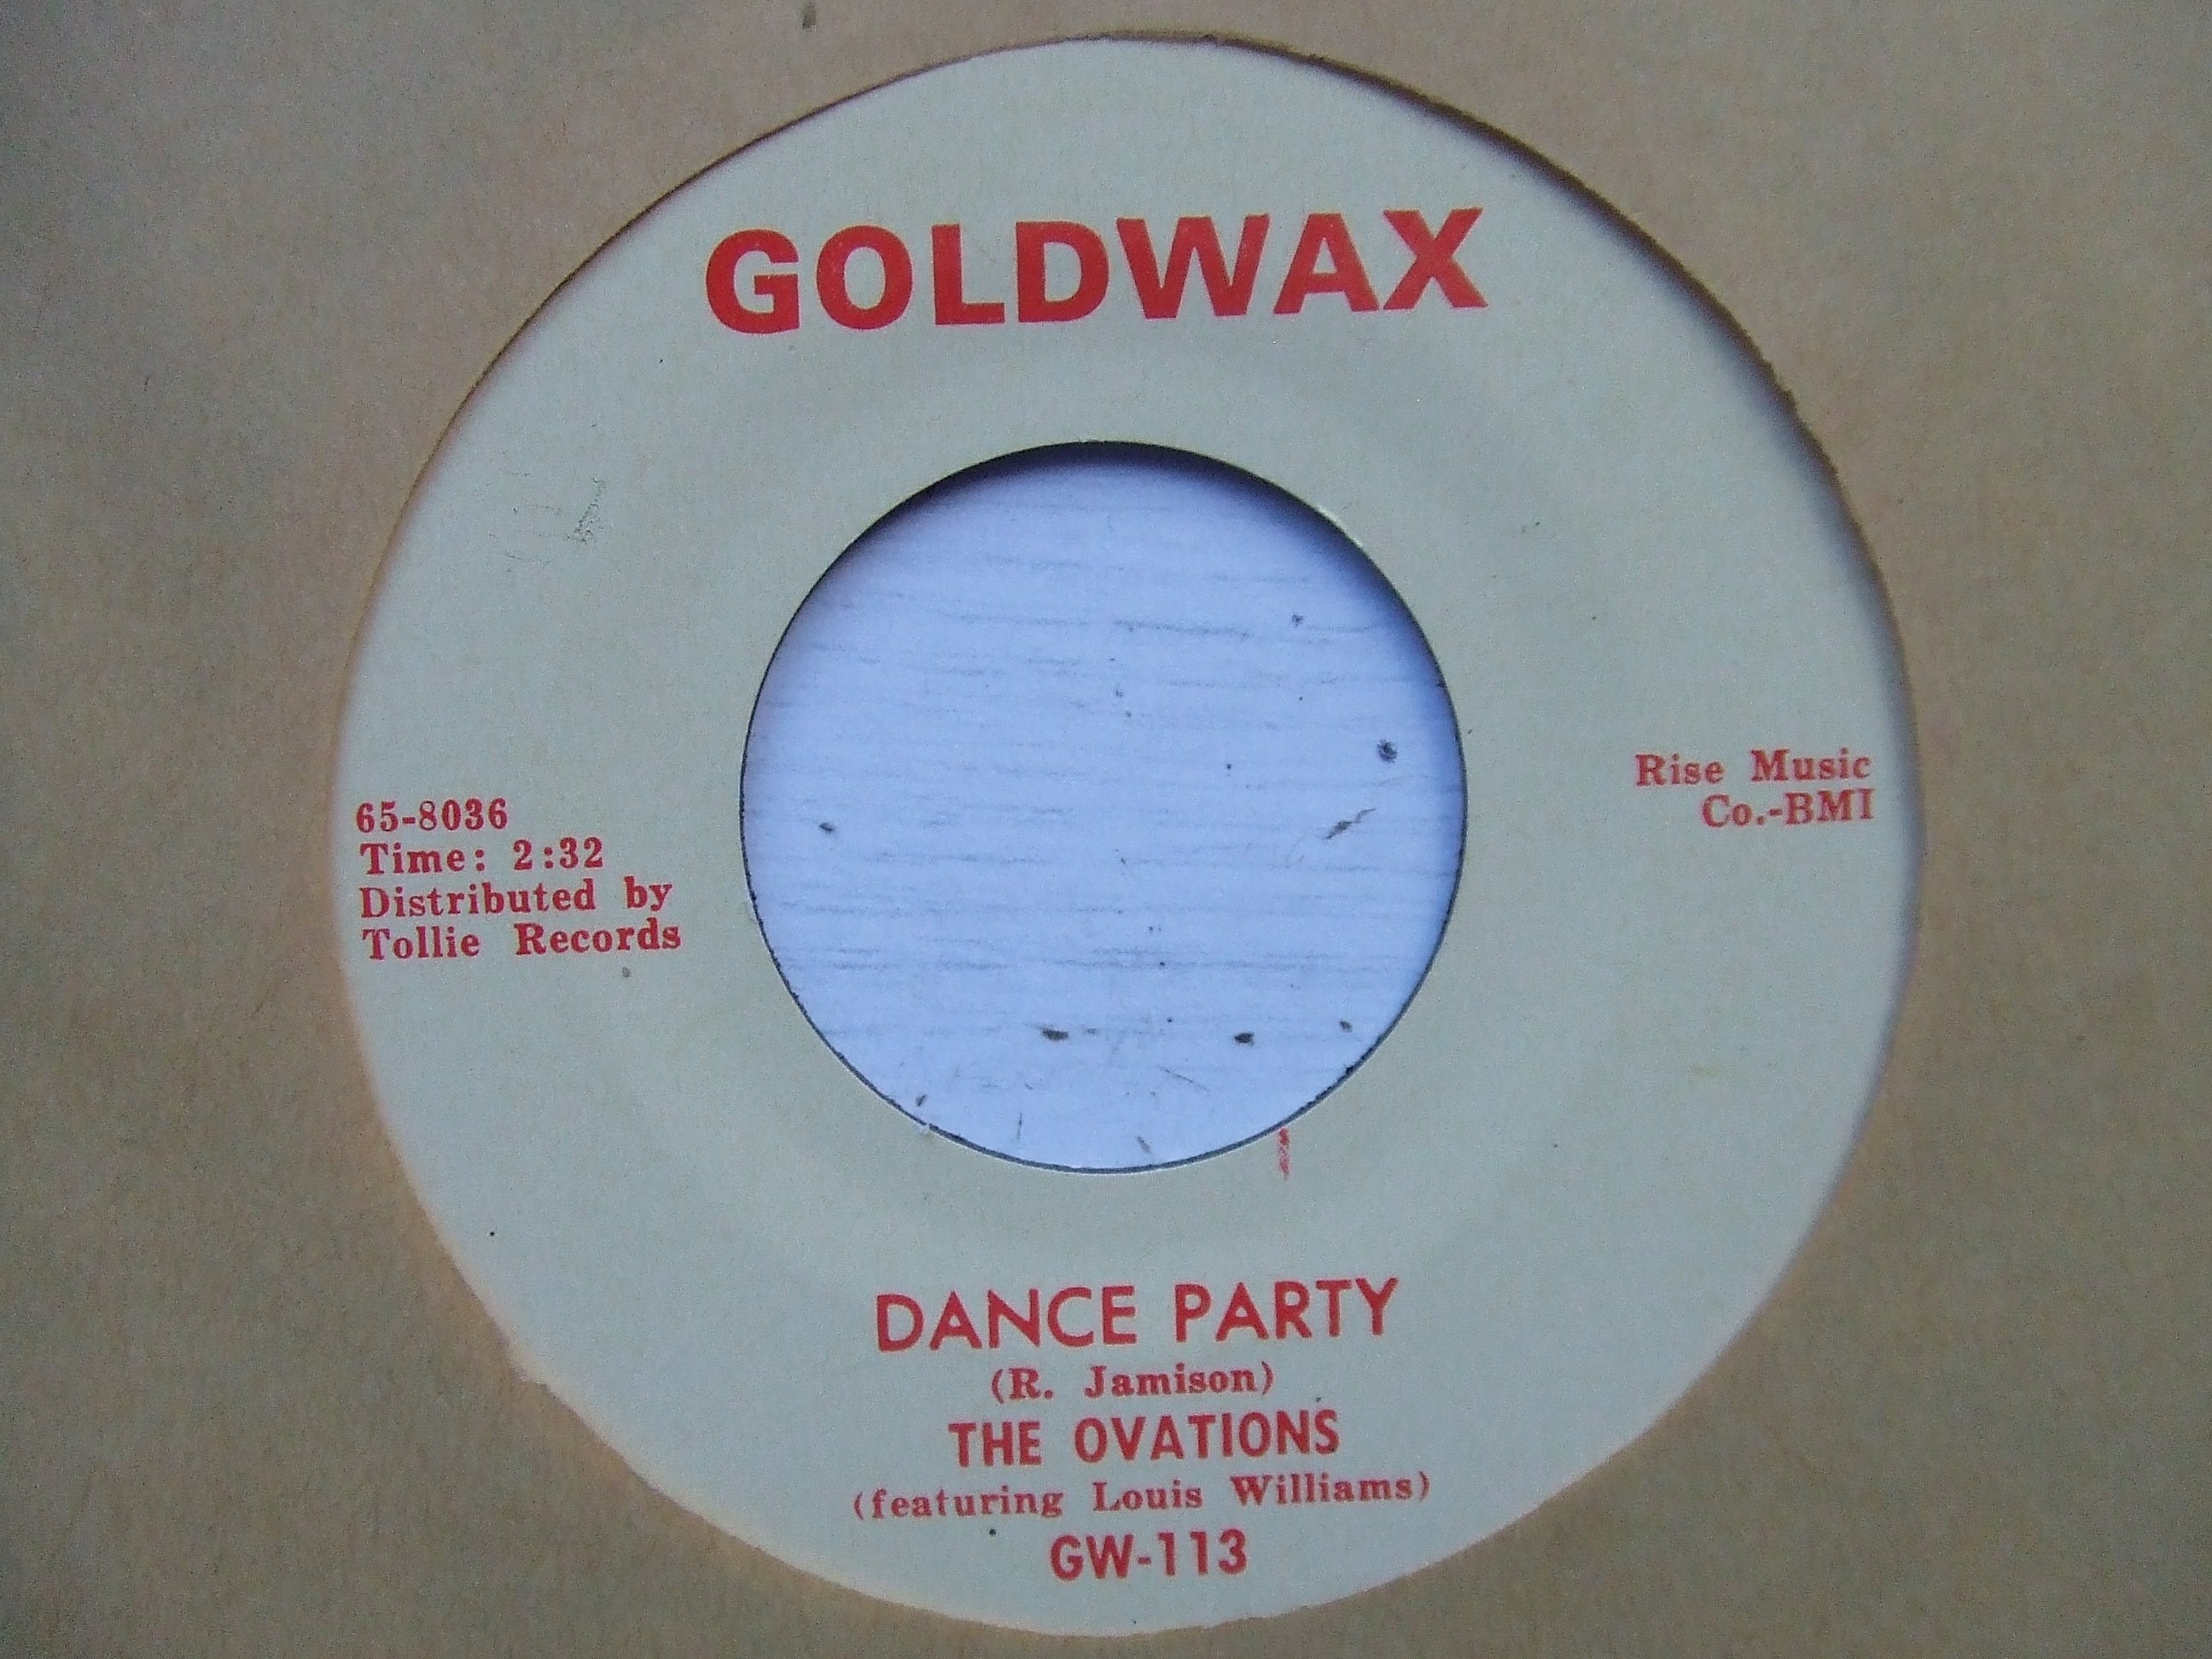 GOLDWAX
65-8036
Time: 2:32
Distributed by
Tollie Records
Rise Music
Co.-BMI
DANCE PARTY
(R. Jamison)
THE OVATIONS
(featuring Louis Williams)
GW-113